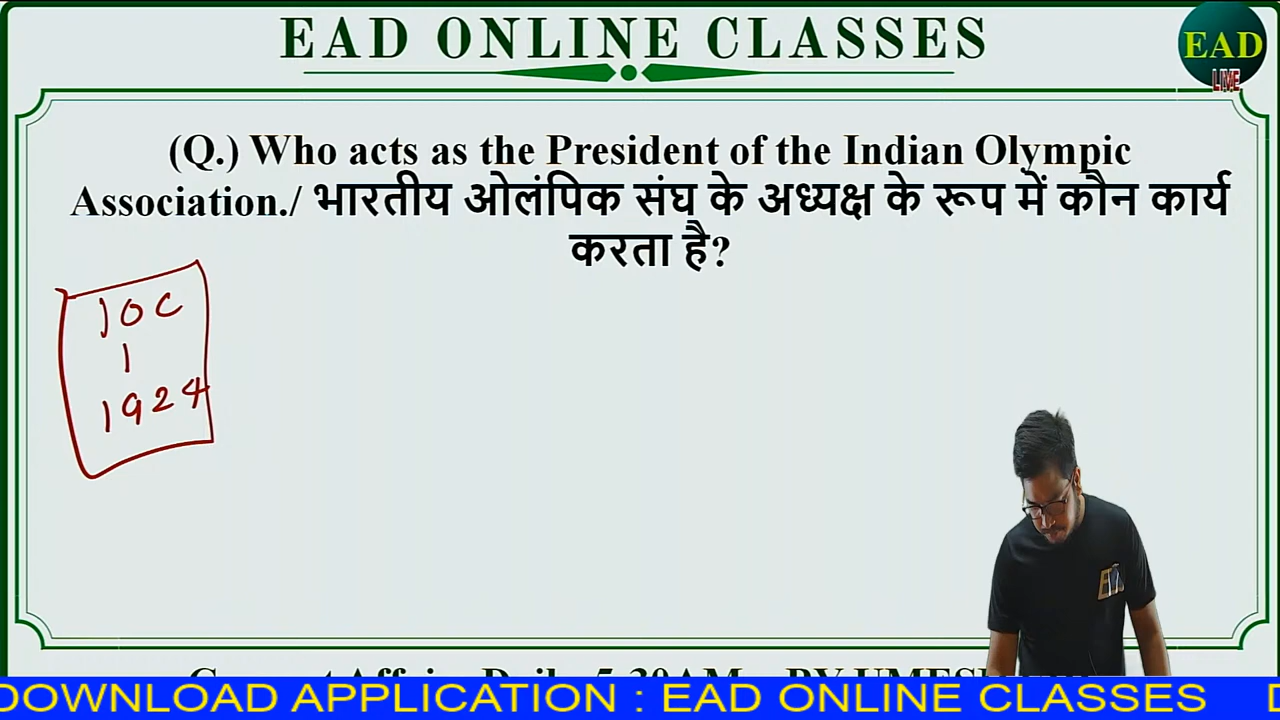 EAD ONLINE CLASSES
EAD
LIVE
(Q.) Who acts as the President of the Indian Olympic
Association./ भारतीय ओलंपिक संघ के अध्यक्ष के रूप में कौन कार्य
करता है?
IOC
1
1924
DOWNLOAD APPLICATION : EAD ONLINE CLASSES